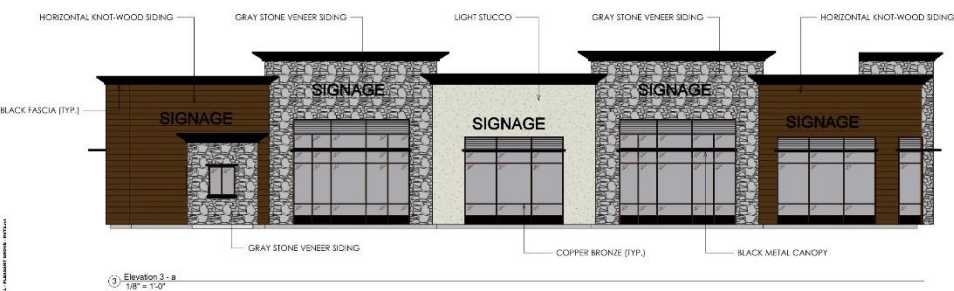 HORIZONTAL KNOT-WOOD SIDING
GRAY STONE VENEER SIDING
LIGHT STUCCO
GRAY STONE VENEER SIDING
HORIZONTAL KNOT-WOOD SIDING
BLACK FASCIA (TYP.)
SIGNAGE
SIGNAGE
SIGNAGE
SIGNAGE
SIGNAGE
GRAY STONE VENEER SIDING
COPPER BRONZE (TYP.)
BLACK METAL CANOPY
3
Elevation 3 - a
1/8" = 1'-0"